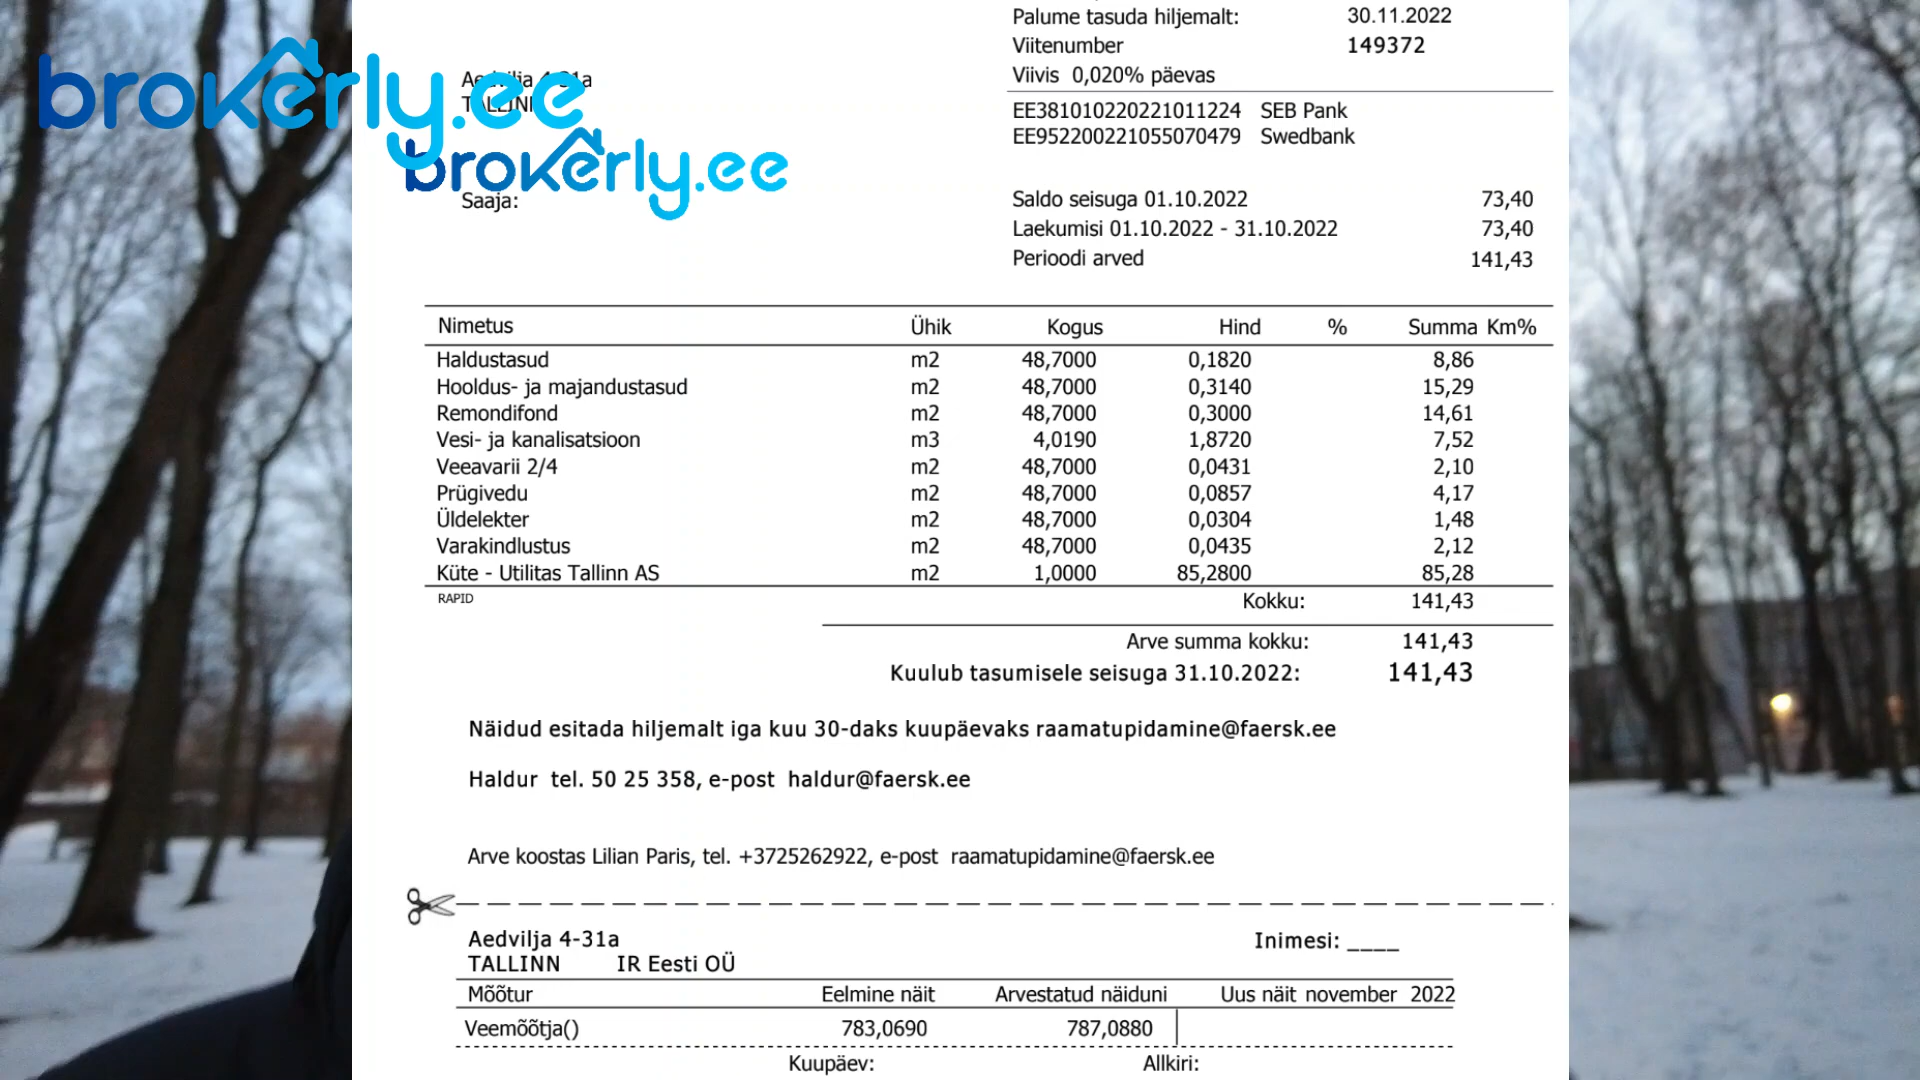 Palume tasuda hiljemalt: 30.11.2022
Viitenumber 149372
Viivis 0,020% päevas
brokerly.ee
Aedvilja 4-31a
TALLINN
EE381010220221011224 SEB Pank
EE952200221055070479 Swedbank
brokerly.ee
Saaja:
Saldo seisuga 01.10.2022 73,40
Laekumisi 01.10.2022 - 31.10.2022 73,40
Perioodi arved 141,43
Nimetus Ühik Kogus Hind % Summa Km%
Haldustasud m2 48,7000 0,1820 8,86
Hooldus- ja majandustasud m2 48,7000 0,3140 15,29
Remondifond m2 48,7000 0,3000 14,61
Vesi- ja kanalisatsioon m3 4,0190 1,8720 7,52
Veeavarii 2/4 m2 48,7000 0,0431 2,10
Prügivedu m2 48,7000 0,0857 4,17
Üldelekter m2 48,7000 0,0304 1,48
Varakindlustus m2 48,7000 0,0435 2,12
Küte - Utilitas Tallinn AS m2 1,0000 85,2800 85,28
RAPID Kokku: 141,43
Arve summa kokku: 141,43
Kuulub tasumisele seisuga 31.10.2022: 141,43
Näidud esitada hiljemalt iga kuu 30-daks kuupäevaks raamatupidamine@faersk.ee
Haldur tel. 50 25 358, e-post haldur@faersk.ee
Arve koostas Lilian Paris, tel. +3725262922, e-post raamatupidamine@faersk.ee
Aedvilja 4-31a Inimesi: ____
TALLINN IR Eesti OÜ
Mõõtur Eelmine näit Arvestatud näiduni Uus näit november 2022
Veemõõtja() 783,0690 787,0880
Kuupäev: Allkiri: